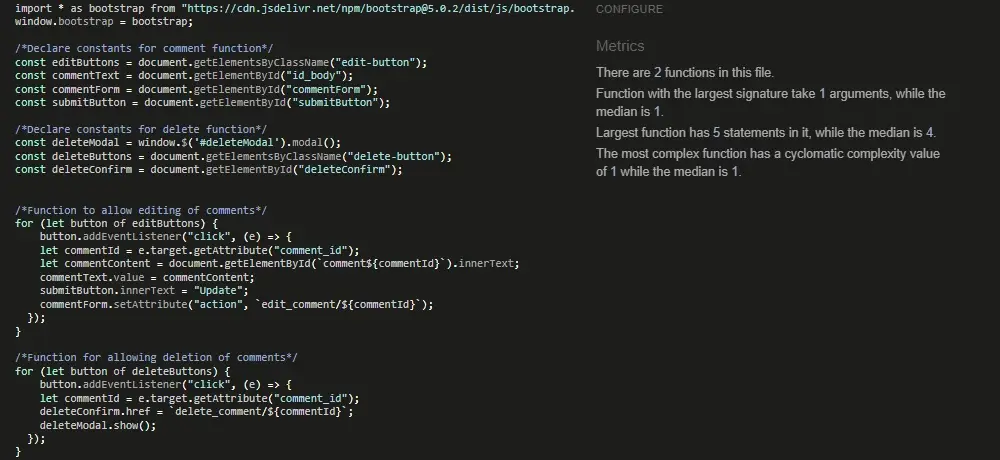 import * as bootstrap from "https://cdn.jsdelivr.net/npm/bootstrap@5.0.2/dist/js/bootstrap.
window.bootstrap = bootstrap;
/*Declare constants for comment function*/
const editButtons = document.getElementsByClassName("edit-button");
const commentText = document.getElementById("id_body");
const commentForm = document.getElementById("commentForm");
const submitButton = document.getElementById("submitButton");
/*Declare constants for delete function*/
const deleteModal = window.$('#deleteModal').modal();
const deleteButtons = document.getElementsByClassName("delete-button");
const deleteConfirm = document.getElementById("deleteConfirm");
/*Function to allow editing of comments*/
for (let button of editButtons) {
button.addEventListener("click", (e) => {
let commentId = e.target.getAttribute("comment_id");
let commentContent = document.getElementById(`comment${commentId}`).innerText;
commentText.value = commentContent;
submitButton.innerText = "Update";
commentForm.setAttribute("action", `edit_comment/${commentId}`);
});
}
/*Function for allowing deletion of comments*/
for (let button of deleteButtons) {
button.addEventListener("click", (e) => {
let commentId = e.target.getAttribute("comment_id");
deleteConfirm.href = `delete_comment/${commentId}`;
deleteModal.show();
});
}
CONFIGURE
Metrics
There are 2 functions in this file.
Function with the largest signature take 1 arguments, while the
median is 1.
Largest function has 5 statements in it, while the median is 4.
The most complex function has a cyclomatic complexity value
of 1 while the median is 1.